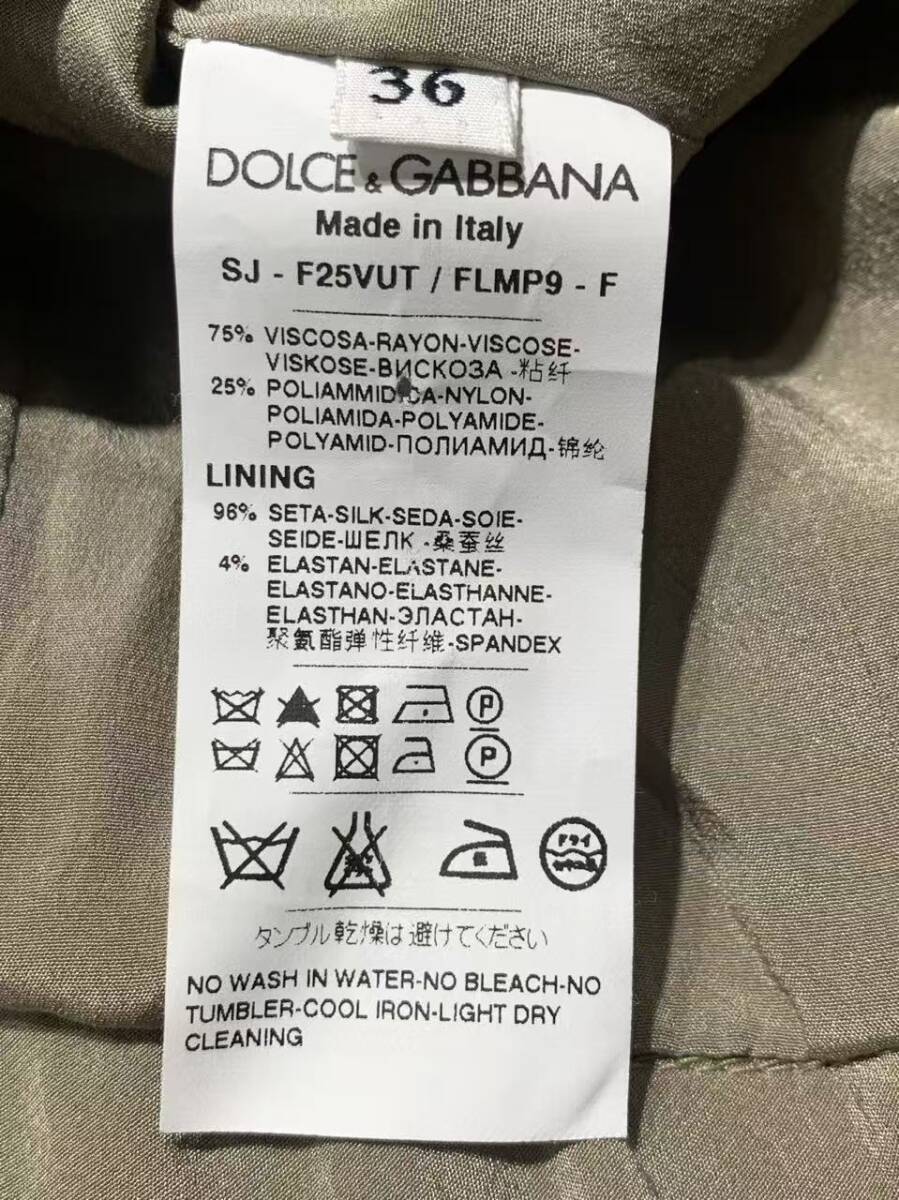 36
DOLCE & GABBANA
Made in Italy
SJ - F25VUT / FLMP9 - F
75% VISCOSA-RAYON-VISCOSE-
VISKOSE-ВИСКОЗА -粘纤
25% POLIAMMIDICA-NYLON-
POLIAMIDA-POLYAMIDE-
POLYAMID-ПОЛИАМИД-锦纶
LINING
96% SETA-SILK-SEDA-SOIE-
SEIDE-ШЕЛК -桑蚕丝
4% ELASTAN-ELASTANE-
ELASTANO-ELASTHANNE-
ELASTHAN-ЭЛАСТАН-
聚氨酯弹性纤维-SPANDEX
P
P
ドライ
タンブル乾燥は避けてください
NO WASH IN WATER-NO BLEACH-NO
TUMBLER-COOL IRON-LIGHT DRY
CLEANING